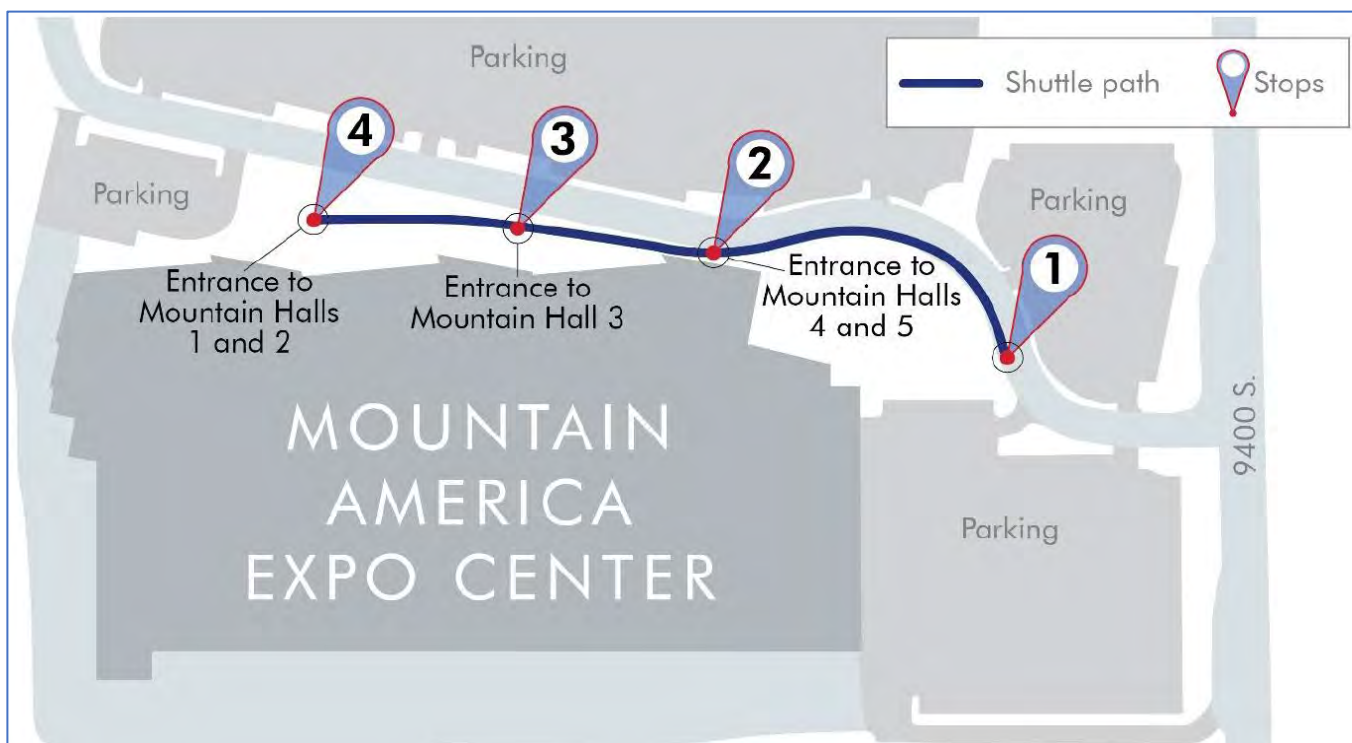 Parking
Shuttle path
Stops
4
3
2
1
Parking
Parking
Entrance to
Mountain Halls
1 and 2
Entrance to
Mountain Hall 3
Entrance to
Mountain Halls
4 and 5
9400 S.
MOUNTAIN
AMERICA
EXPO CENTER
Parking